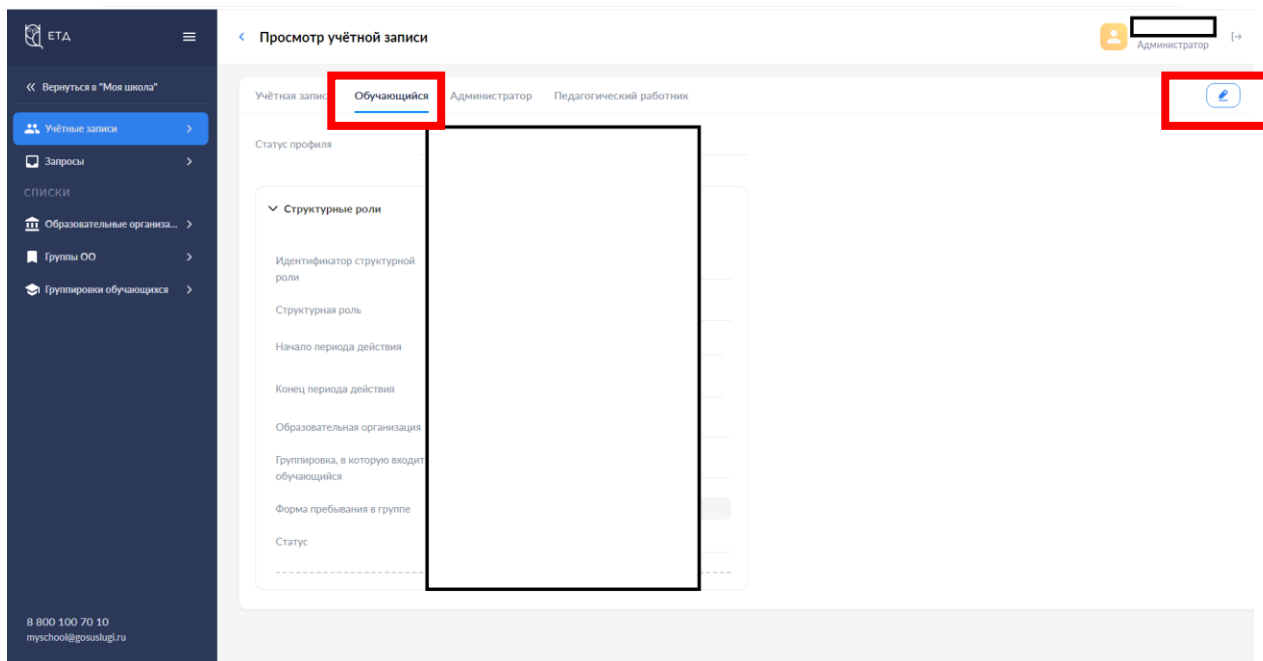 ЕТД
Просмотр учётной записи
Администратор
Вернуться в "Моя школа"
Учётная запис
Обучающийся
Администратор
Педагогический работник
Учётные записи
Запросы
СПИСКИ
Образовательные организа...
Группы ОО
Группировки обучающихся
Статус профиля
Структурные роли
Идентификатор структурной
роли
Структурная роль
Начало периода действия
Конец периода действия
Образовательная организация
Группировка, в которую входит
обучающийся
Форма пребывания в группе
Статус
8 800 100 70 10
myschool@gosuslugi.ru